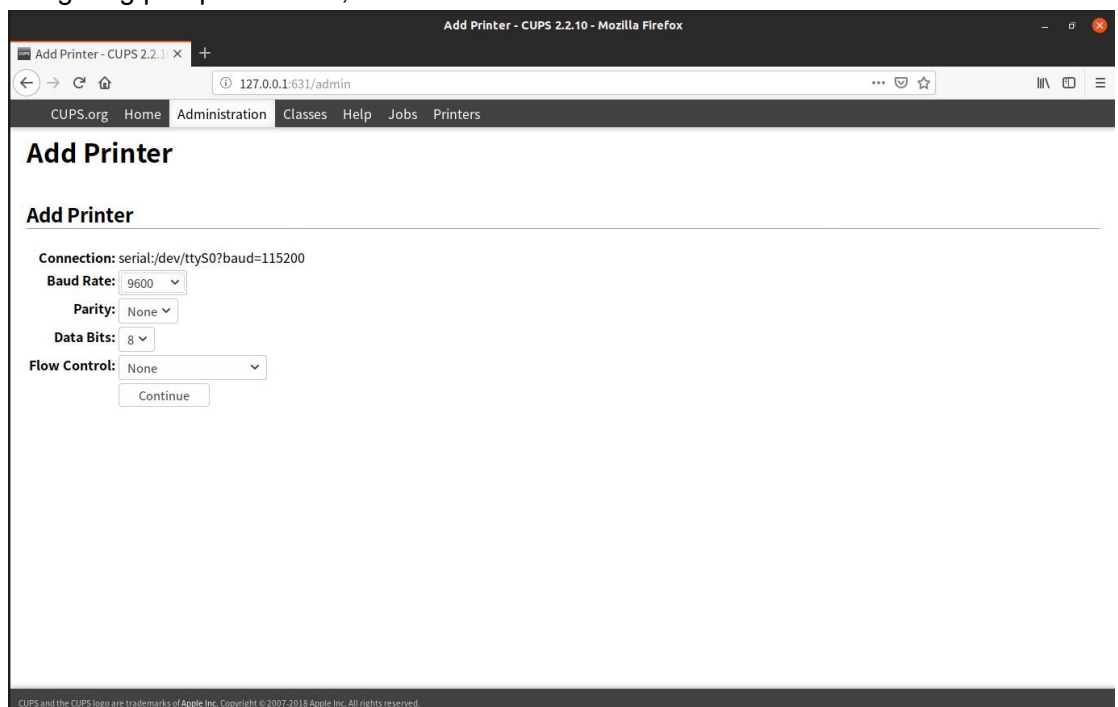 Add Printer - CUPS 2.2.10 - Mozilla Firefox
Add Printer - CUPS 2.2.1
127.0.0.1:631/admin
CUPS.org Home Administration Classes Help Jobs Printers
Add Printer
Add Printer
Connection: serial:/dev/ttyS0?baud=115200
Baud Rate: 9600
Parity: None
Data Bits: 8
Flow Control: None
Continue
CUPS and the CUPS logo are trademarks of Apple Inc. Copyright © 2007-2018 Apple Inc. All rights reserved.